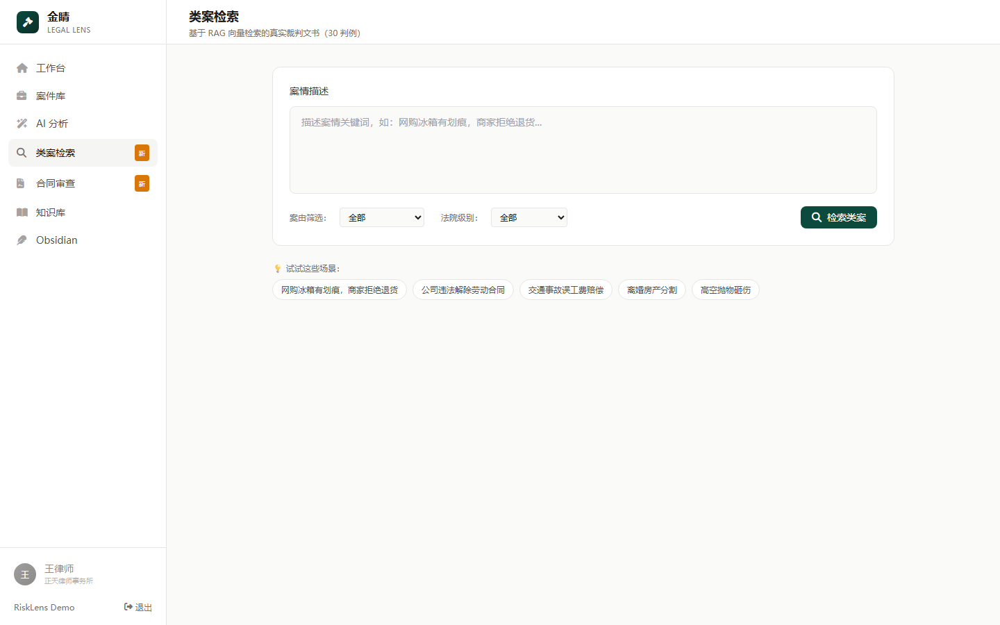 金睛
LEGAL LENS
工作台
案件库
AI 分析
类案检索 新
合同审查 新
知识库
Obsidian
王 王律师
正天律师事务所
RiskLens Demo 退出
类案检索
基于 RAG 向量检索的真实裁判文书（30 判例）
案情描述
描述案情关键词，如：网购冰箱有划痕，商家拒绝退货...
案由筛选： 全部 法院级别： 全部 检索类案
试试这些场景：
网购冰箱有划痕，商家拒绝退货 公司违法解除劳动合同 交通事故误工费赔偿 离婚房产分割 高空抛物砸伤